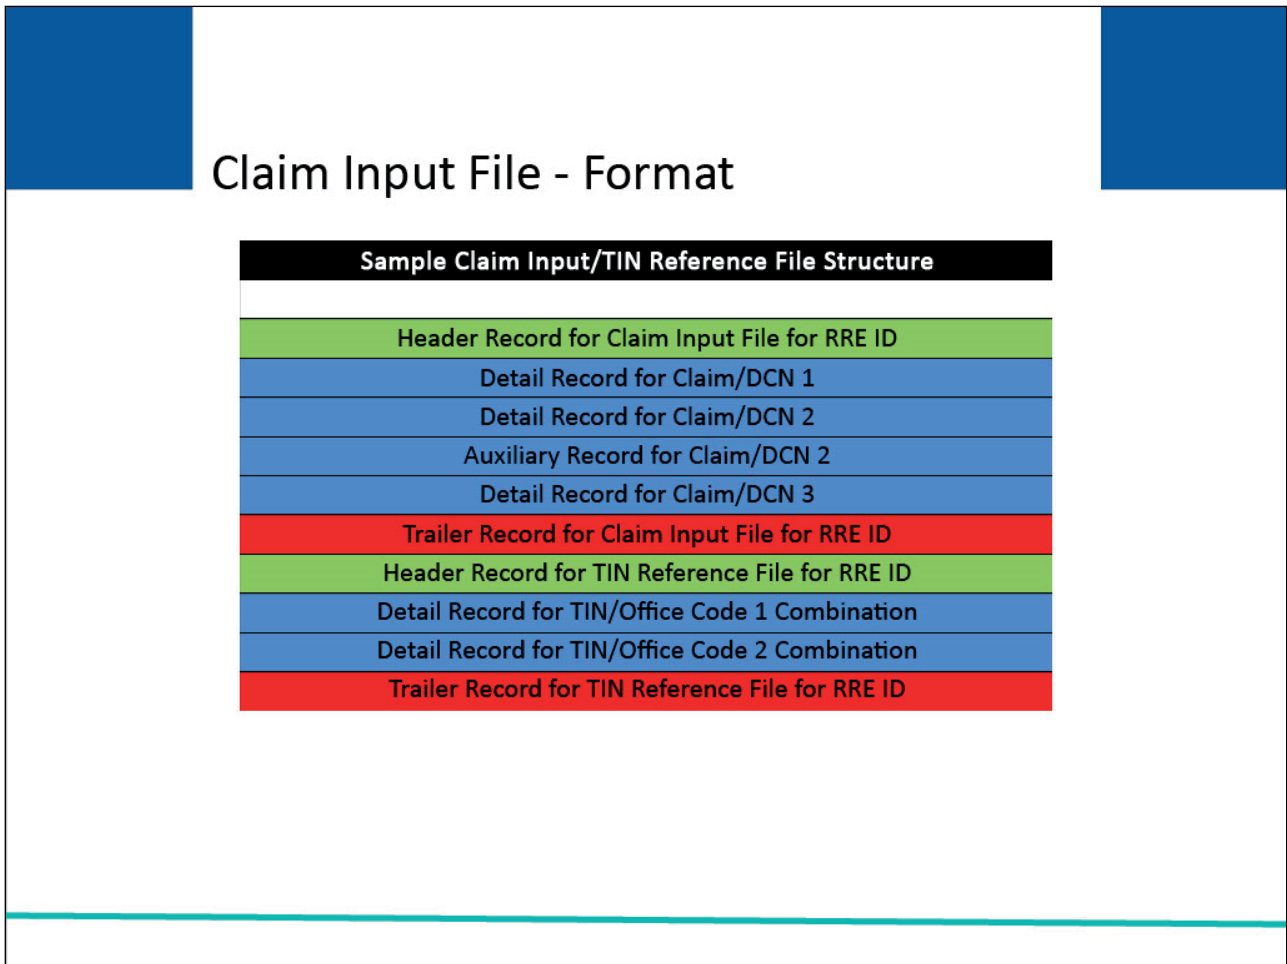 Claim Input File - Format
Sample Claim Input/TIN Reference File Structure
Header Record for Claim Input File for RRE ID
Detail Record for Claim/DCN 1
Detail Record for Claim/DCN 2
Auxiliary Record for Claim/DCN 2
Detail Record for Claim/DCN 3
Trailer Record for Claim Input File for RRE ID
Header Record for TIN Reference File for RRE ID
Detail Record for TIN/Office Code 1 Combination
Detail Record for TIN/Office Code 2 Combination
Trailer Record for TIN Reference File for RRE ID